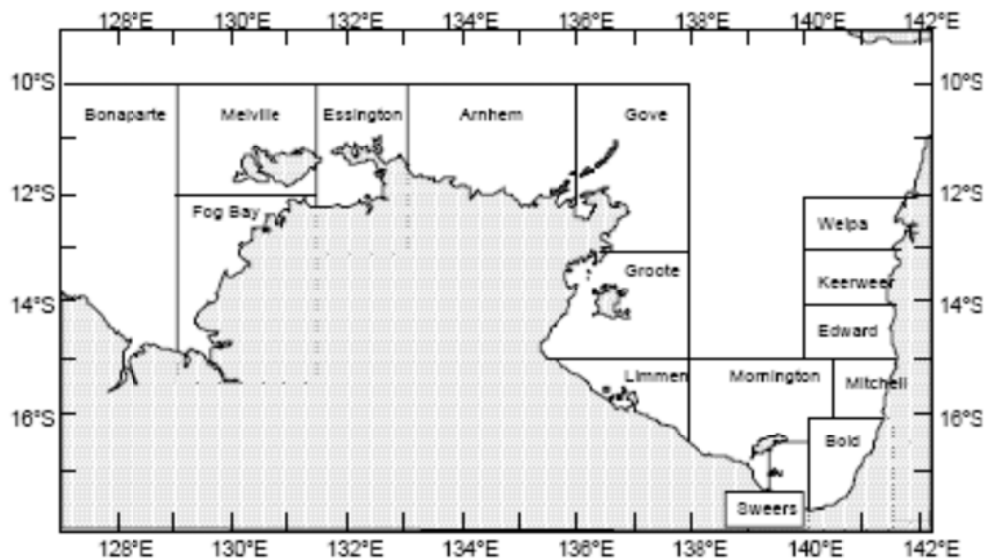 128°E 130°E 132°E 134°E 136°E 138°E 140°E 142°E
10°S 10°S
Bonaparte Melville Essington Arnhem Gove
12°S 12°S
Fog Bay Weipa
Groote Keerweer
14°S 14°S
Edward
Limmen Mornington Mitchell
16°S 16°S
Bold
Sweers
128°E 130°E 132°E 134°E 136°E 138°E 140°E 142°E